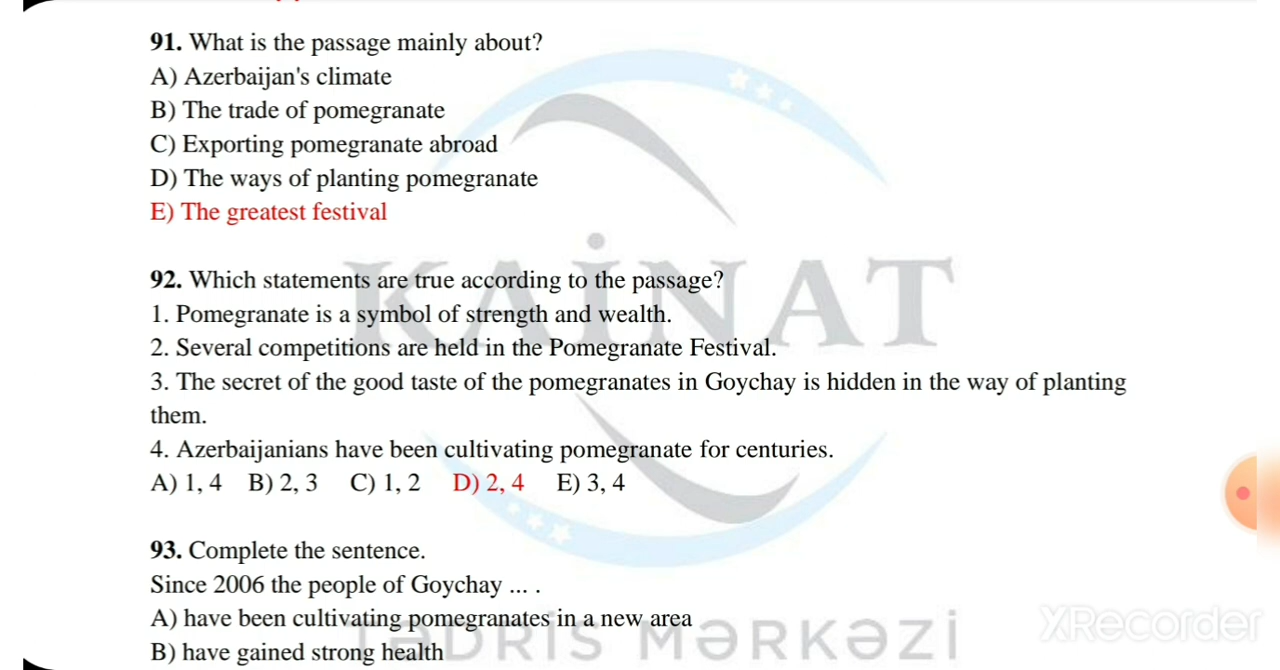 91. What is the passage mainly about?
A) Azerbaijan's climate
B) The trade of pomegranate
C) Exporting pomegranate abroad
D) The ways of planting pomegranate
E) The greatest festival
92. Which statements are true according to the passage?
1. Pomegranate is a symbol of strength and wealth.
2. Several competitions are held in the Pomegranate Festival.
3. The secret of the good taste of the pomegranates in Goychay is hidden in the way of planting
them.
4. Azerbaijanians have been cultivating pomegranate for centuries.
A) 1, 4 B) 2, 3 C) 1, 2 D) 2, 4 E) 3, 4
93. Complete the sentence.
Since 2006 the people of Goychay ... .
A) have been cultivating pomegranates in a new area
B) have gained strong health
KAİNAT
TƏDRİS MƏRKƏZİ
XRecorder